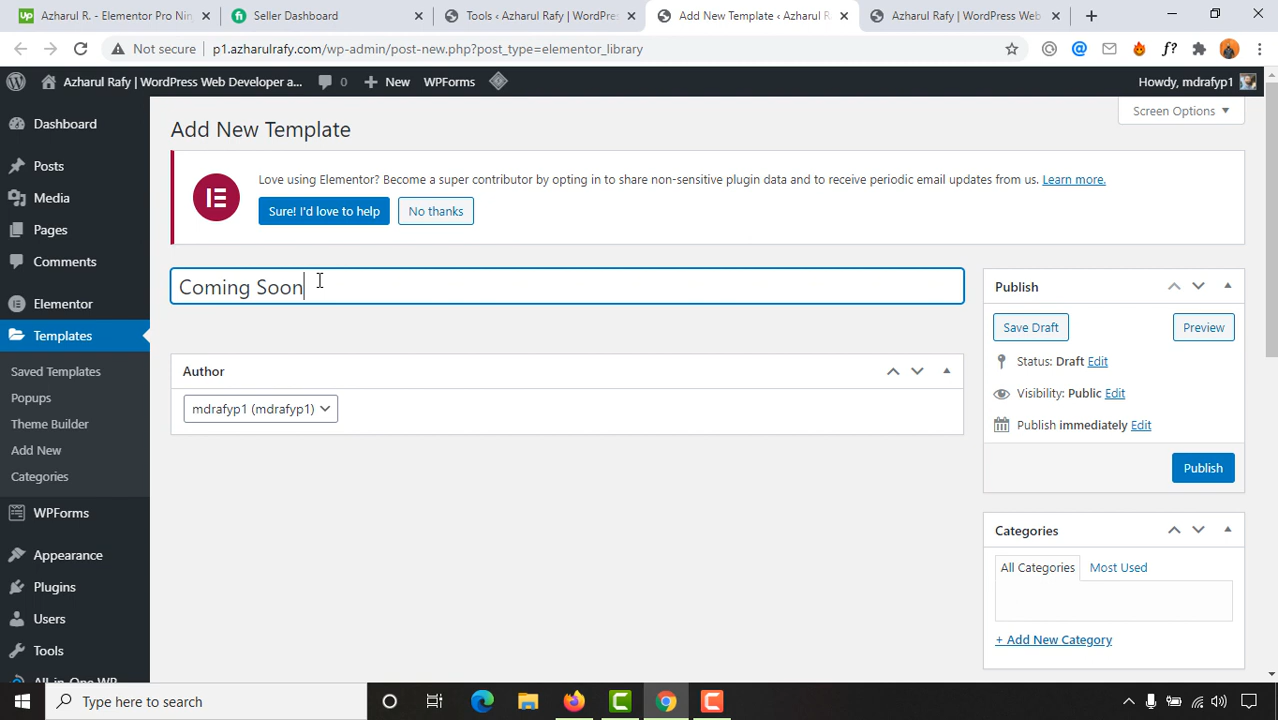 Azharul R. - Elementor Pro Nin
Seller Dashboard
Tools ‹ Azharul Rafy | WordPres
Add New Template ‹ Azharul R
Azharul Rafy | WordPress Web
Not secure
p1.azharulrafy.com/wp-admin/post-new.php?post_type=elementor_library
Azharul Rafy | WordPress Web Developer a...
0
New
WPForms
Howdy, mdrafyp1
Screen Options
Dashboard
Posts
Media
Pages
Comments
Elementor
Templates
Saved Templates
Popups
Theme Builder
Add New
Categories
WPForms
Appearance
Plugins
Users
Tools
All-in-One WP
Add New Template
Love using Elementor? Become a super contributor by opting in to share non-sensitive plugin data and to receive periodic email updates from us. Learn more.
Sure! I'd love to help
No thanks
Coming Soon
Author
mdrafyp1 (mdrafyp1)
Publish
Save Draft
Preview
Status: Draft Edit
Visibility: Public Edit
Publish immediately Edit
Publish
Categories
All Categories
Most Used
+ Add New Category
Type here to search